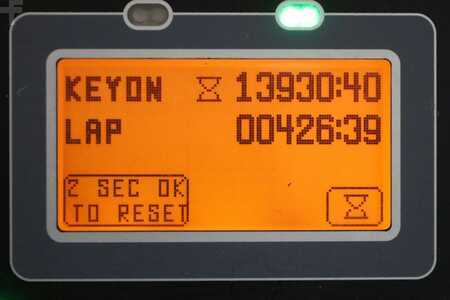 KEYON 13930:40
LAP 00426:39
2 SEC OK
TO RESET